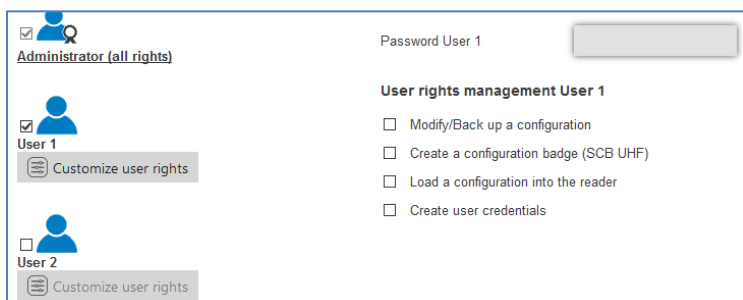 Administrator (all rights)
User 1
Customize user rights
User 2
Customize user rights
Password User 1
User rights management User 1
Modify/Back up a configuration
Create a configuration badge (SCB UHF)
Load a configuration into the reader
Create user credentials